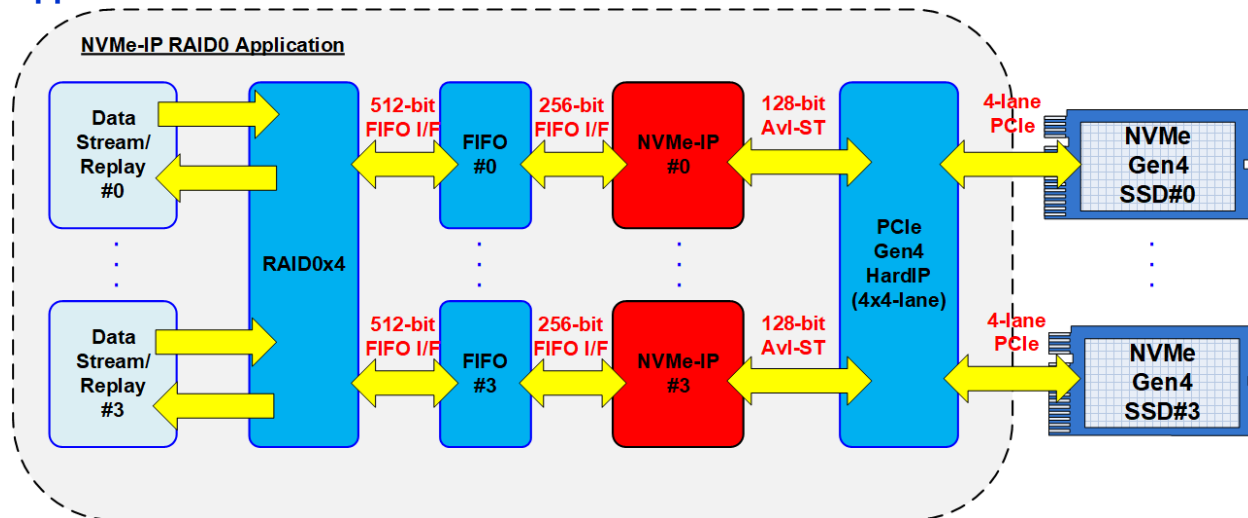 NVMe-IP RAID0 Application
Data
Stream/
Replay
#0
RAID0x4
512-bit
FIFO I/F
FIFO
#0
256-bit
FIFO I/F
NVMe-IP
#0
128-bit
Avl-ST
PCIe
Gen4
HardIP
(4x4-lane)
4-lane
PCIe
NVMe
Gen4
SSD#0
Data
Stream/
Replay
#3
512-bit
FIFO I/F
FIFO
#3
256-bit
FIFO I/F
NVMe-IP
#3
128-bit
Avl-ST
4-lane
PCIe
NVMe
Gen4
SSD#3